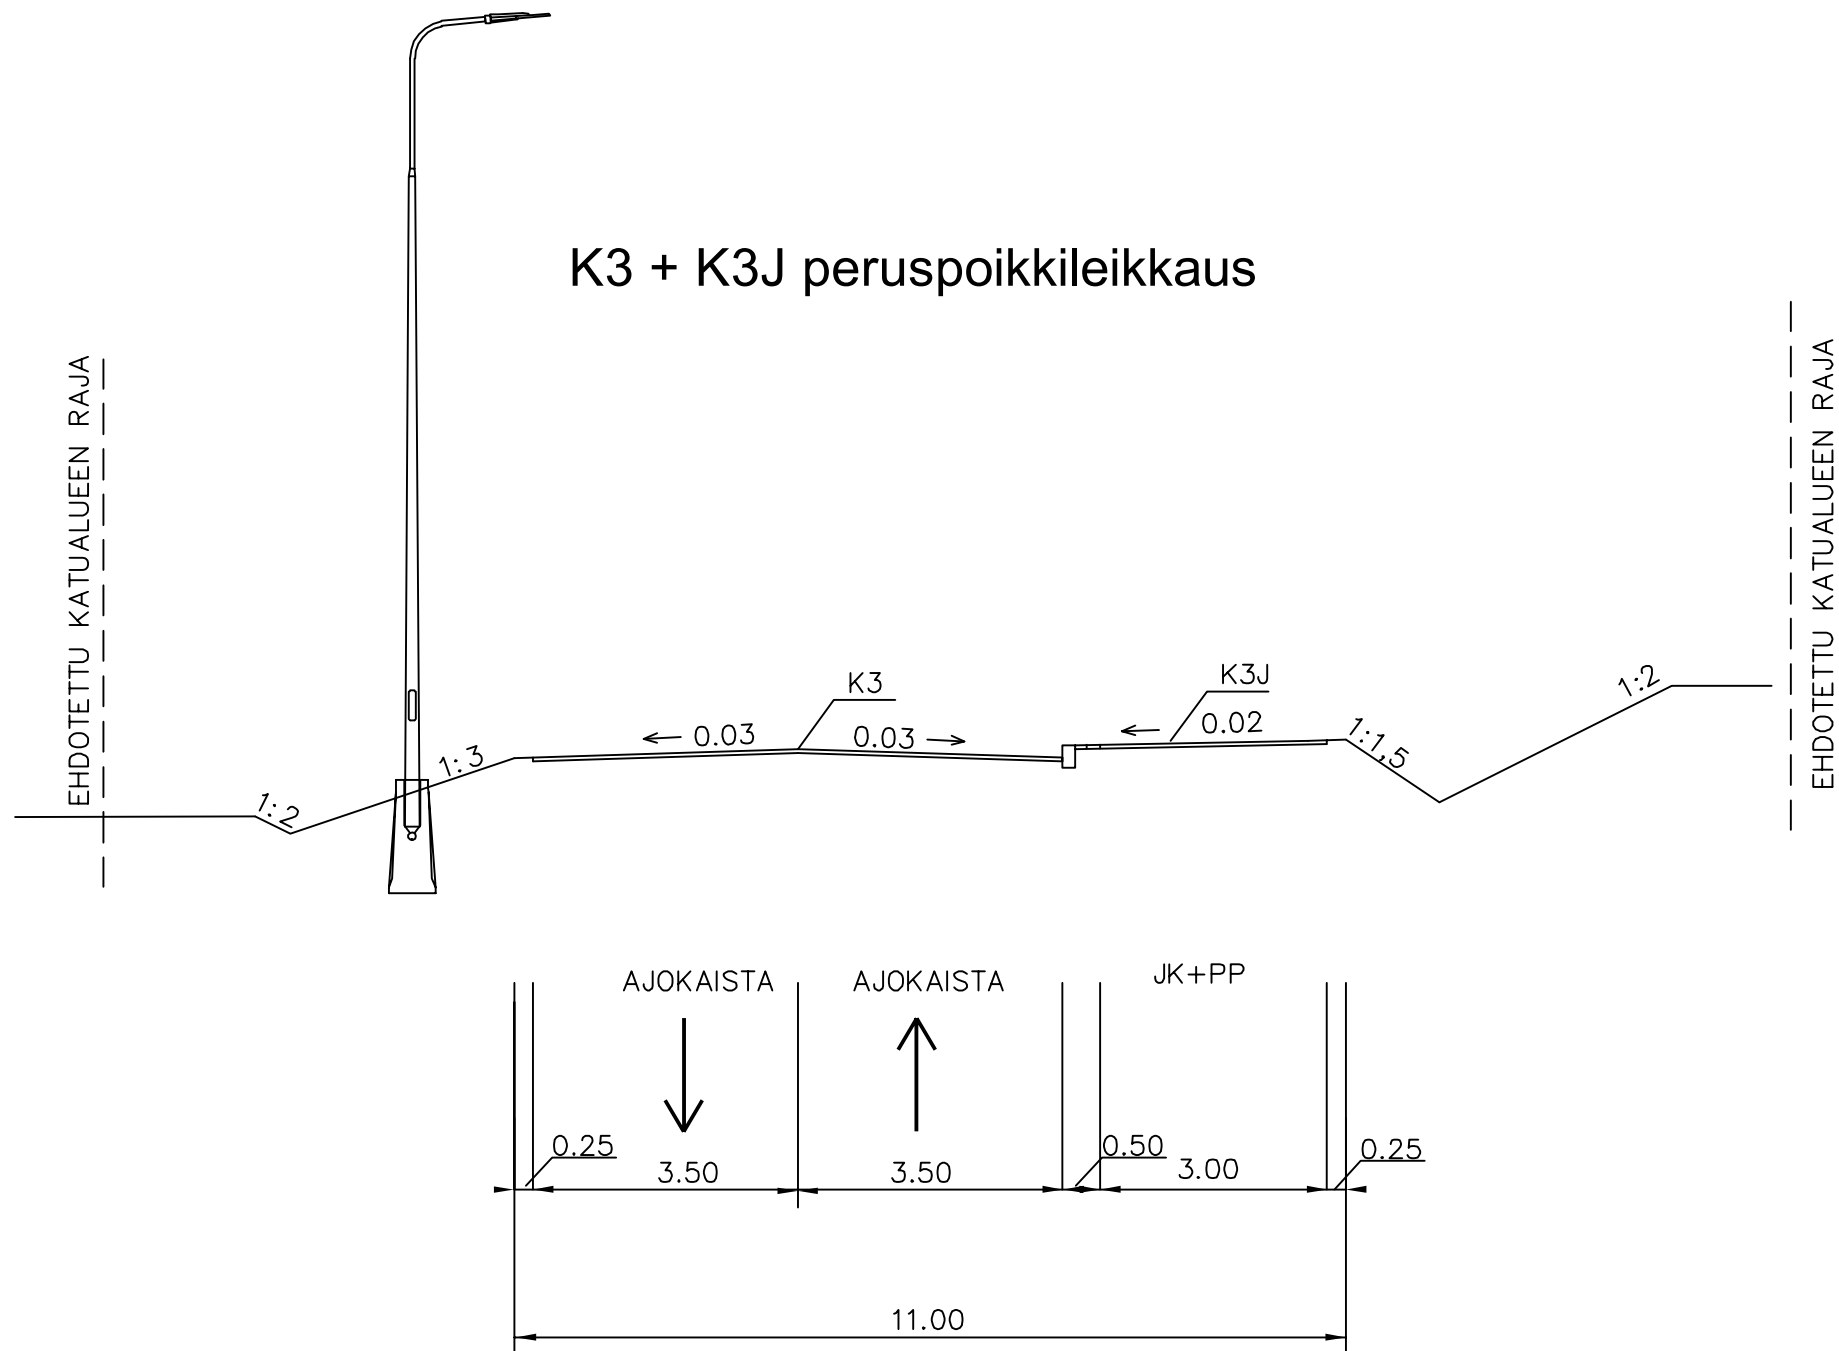 K3 + K3J peruspoikkileikkaus
EHDOTETTU KATUALUEEN RAJA
EHDOTETTU KATUALUEEN RAJA
K3
K3J
1:2
1:3
0.03
0.03
0.02
1:1,5
1:2
AJOKAISTA
AJOKAISTA
JK+PP
0.25
3.50
3.50
0.50
3.00
0.25
11.00